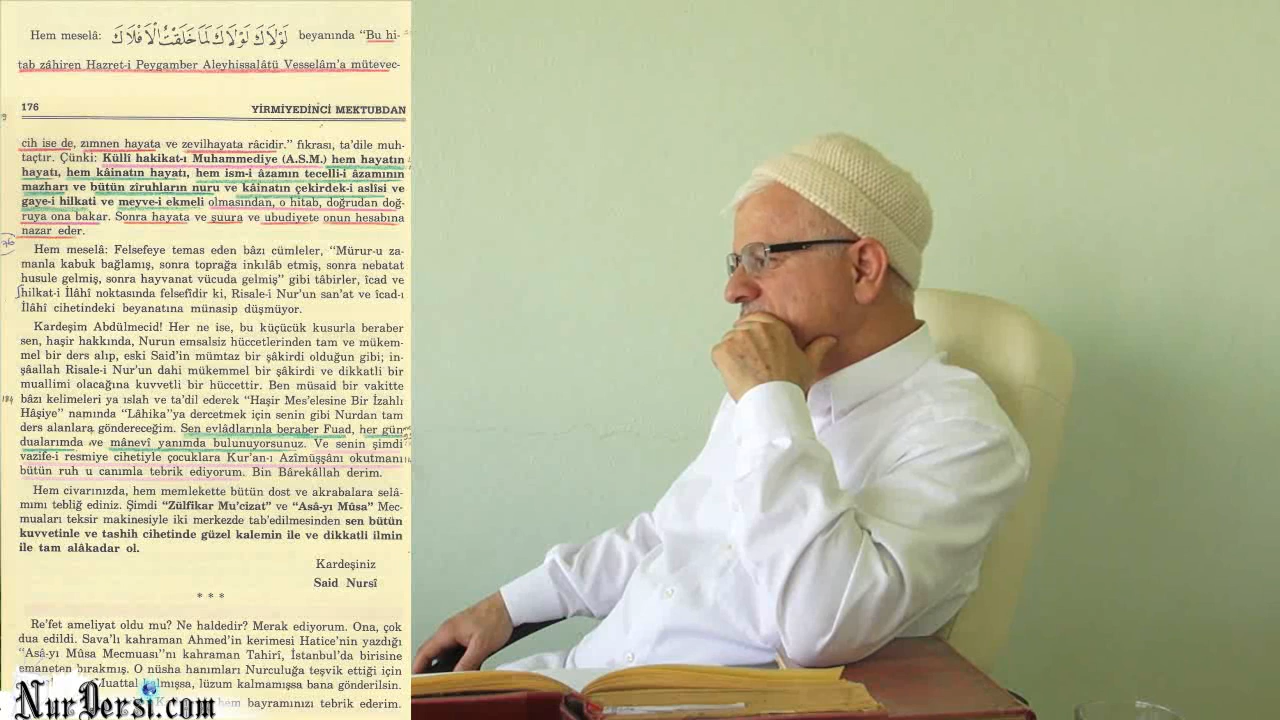 Hem meselâ: لَوْلَاكَ لَوْلَاكَ لَمَا خَلَقْتُ الْاَفْلَاكَ beyanında “Bu hi-
tab zâhiren Hazret-i Peygamber Aleyhissalâtü Vesselâm'a mütevec-
176 YİRMİYEDİNCİ MEKTUBDAN
cih ise de, zımnen hayata ve zevilhayata râcidir.” fıkrası, ta'dile muh-
taçtır. Çünki: Küllî hakikat-ı Muhammediye (A.S.M.) hem hayatın
hayatı, hem kâinatın hayatı, hem ism-i âzamın tecelli-i âzamının
mazharı ve bütün zîruhların nuru ve kâinatın çekirdek-i aslîsi ve
gaye-i hilkati ve meyve-i ekmeli olmasından, o hitab, doğrudan doğ-
ruya ona bakar. Sonra hayata ve şuura ve ubudiyete onun hesabına
nazar eder.
76
Hem meselâ: Felsefeye temas eden bâzı cümleler, “Mürur-u za-
manla kabuk bağlamış, sonra toprağa inkılâb etmiş, sonra nebatat
husule gelmiş, sonra hayvanat vücuda gelmiş” gibi tâbirler, îcad ve
hilkat-i İlâhî noktasında felsefîdir ki, Risale-i Nur'un san'at ve îcad-ı
İlâhî cihetindeki beyanatına münasip düşmüyor.
Kardeşim Abdülmecid! Her ne ise, bu küçücük kusurla beraber
sen, haşir hakkında, Nurun emsalsiz hüccetlerinden tam ve mükem-
mel bir ders alıp, eski Said'in mümtaz bir şâkirdi olduğun gibi; in-
şâallah Risale-i Nur'un dahi mükemmel bir şâkirdi ve dikkatli bir
muallimi olacağına kuvvetli bir hüccettir. Ben müsaid bir vakitte
184 bâzı kelimeleri ya ıslah ve ta'dil ederek “Haşir Mes'elesine Bir İzahlı
Hâşiye” namında “Lâhika”ya dercetmek için senin gibi Nurdan tam
ders alanlara göndereceğim. Sen evlâdlarınla beraber Fuad, her gün
dualarımda ve mânevî yanımda bulunuyorsunuz. Ve senin şimdi
vazife-i resmiye cihetiyle çocuklara Kur'an-ı Azîmüşşânı okutmanı
bütün ruh u canımla tebrik ediyorum. Bin Bârekâllah derim.
Hem civarınızda, hem memlekette bütün dost ve akrabalara selâ-
mımı tebliğ ediniz. Şimdi “Zülfikar Mu'cizat” ve “Asâ-yı Mûsa” Mec-
muaları teksir makinesiyle iki merkezde tab'edilmesinden sen bütün
kuvvetinle ve tashih cihetinde güzel kalemin ile ve dikkatli ilmin
ile tam alâkadar ol.
Kardeşiniz
Said Nursî
* * *
Re'fet ameliyat oldu mu? Ne haldedir? Merak ediyorum. Ona, çok
dua edildi. Sava'lı kahraman Ahmed'in kerimesi Hatice'nin yazdığı
“Asâ-yı Mûsa Mecmuası”nı kahraman Tahirî, İstanbul'da birisine
emaneten bırakmış. O nüsha hanımları Nurculuğa teşvik ettiği için
Muattal kalmışsa, lüzum kalmamışsa bana gönderilsin.
hem bayramınızı tebrik ederim.
NurDersi.com